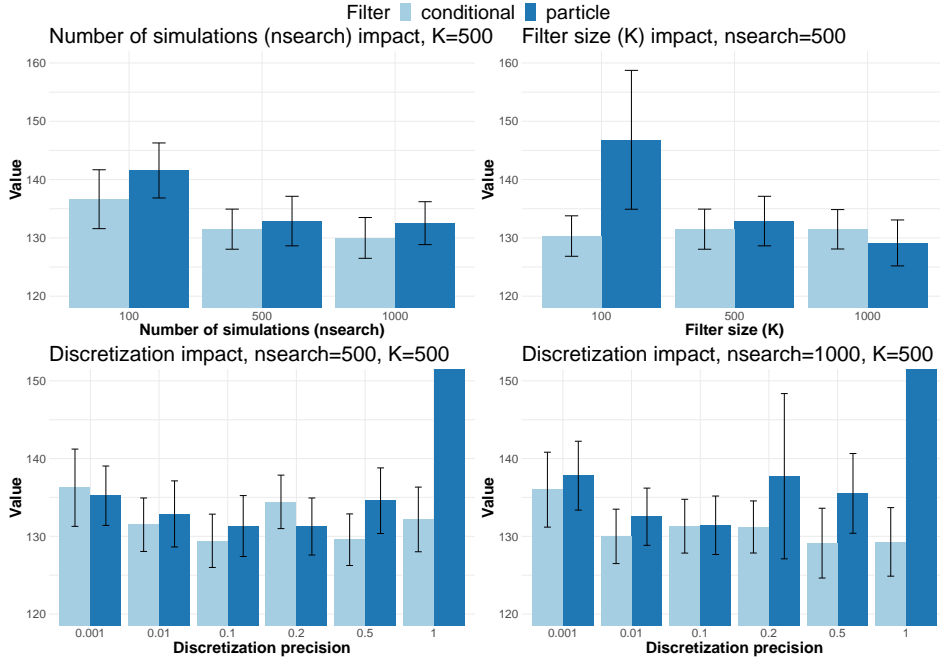 Filter conditional particle
Number of simulations (nsearch) impact, K=500
160
150
140
130
120
Value
100 500 1000
Number of simulations (nsearch)
Filter size (K) impact, nsearch=500
160
150
140
130
120
Value
100 500 1000
Filter size (K)
Discretization impact, nsearch=500, K=500
150
140
130
120
Value
0.001 0.01 0.1 0.2 0.5 1
Discretization precision
Discretization impact, nsearch=1000, K=500
150
140
130
120
Value
0.001 0.01 0.1 0.2 0.5 1
Discretization precision